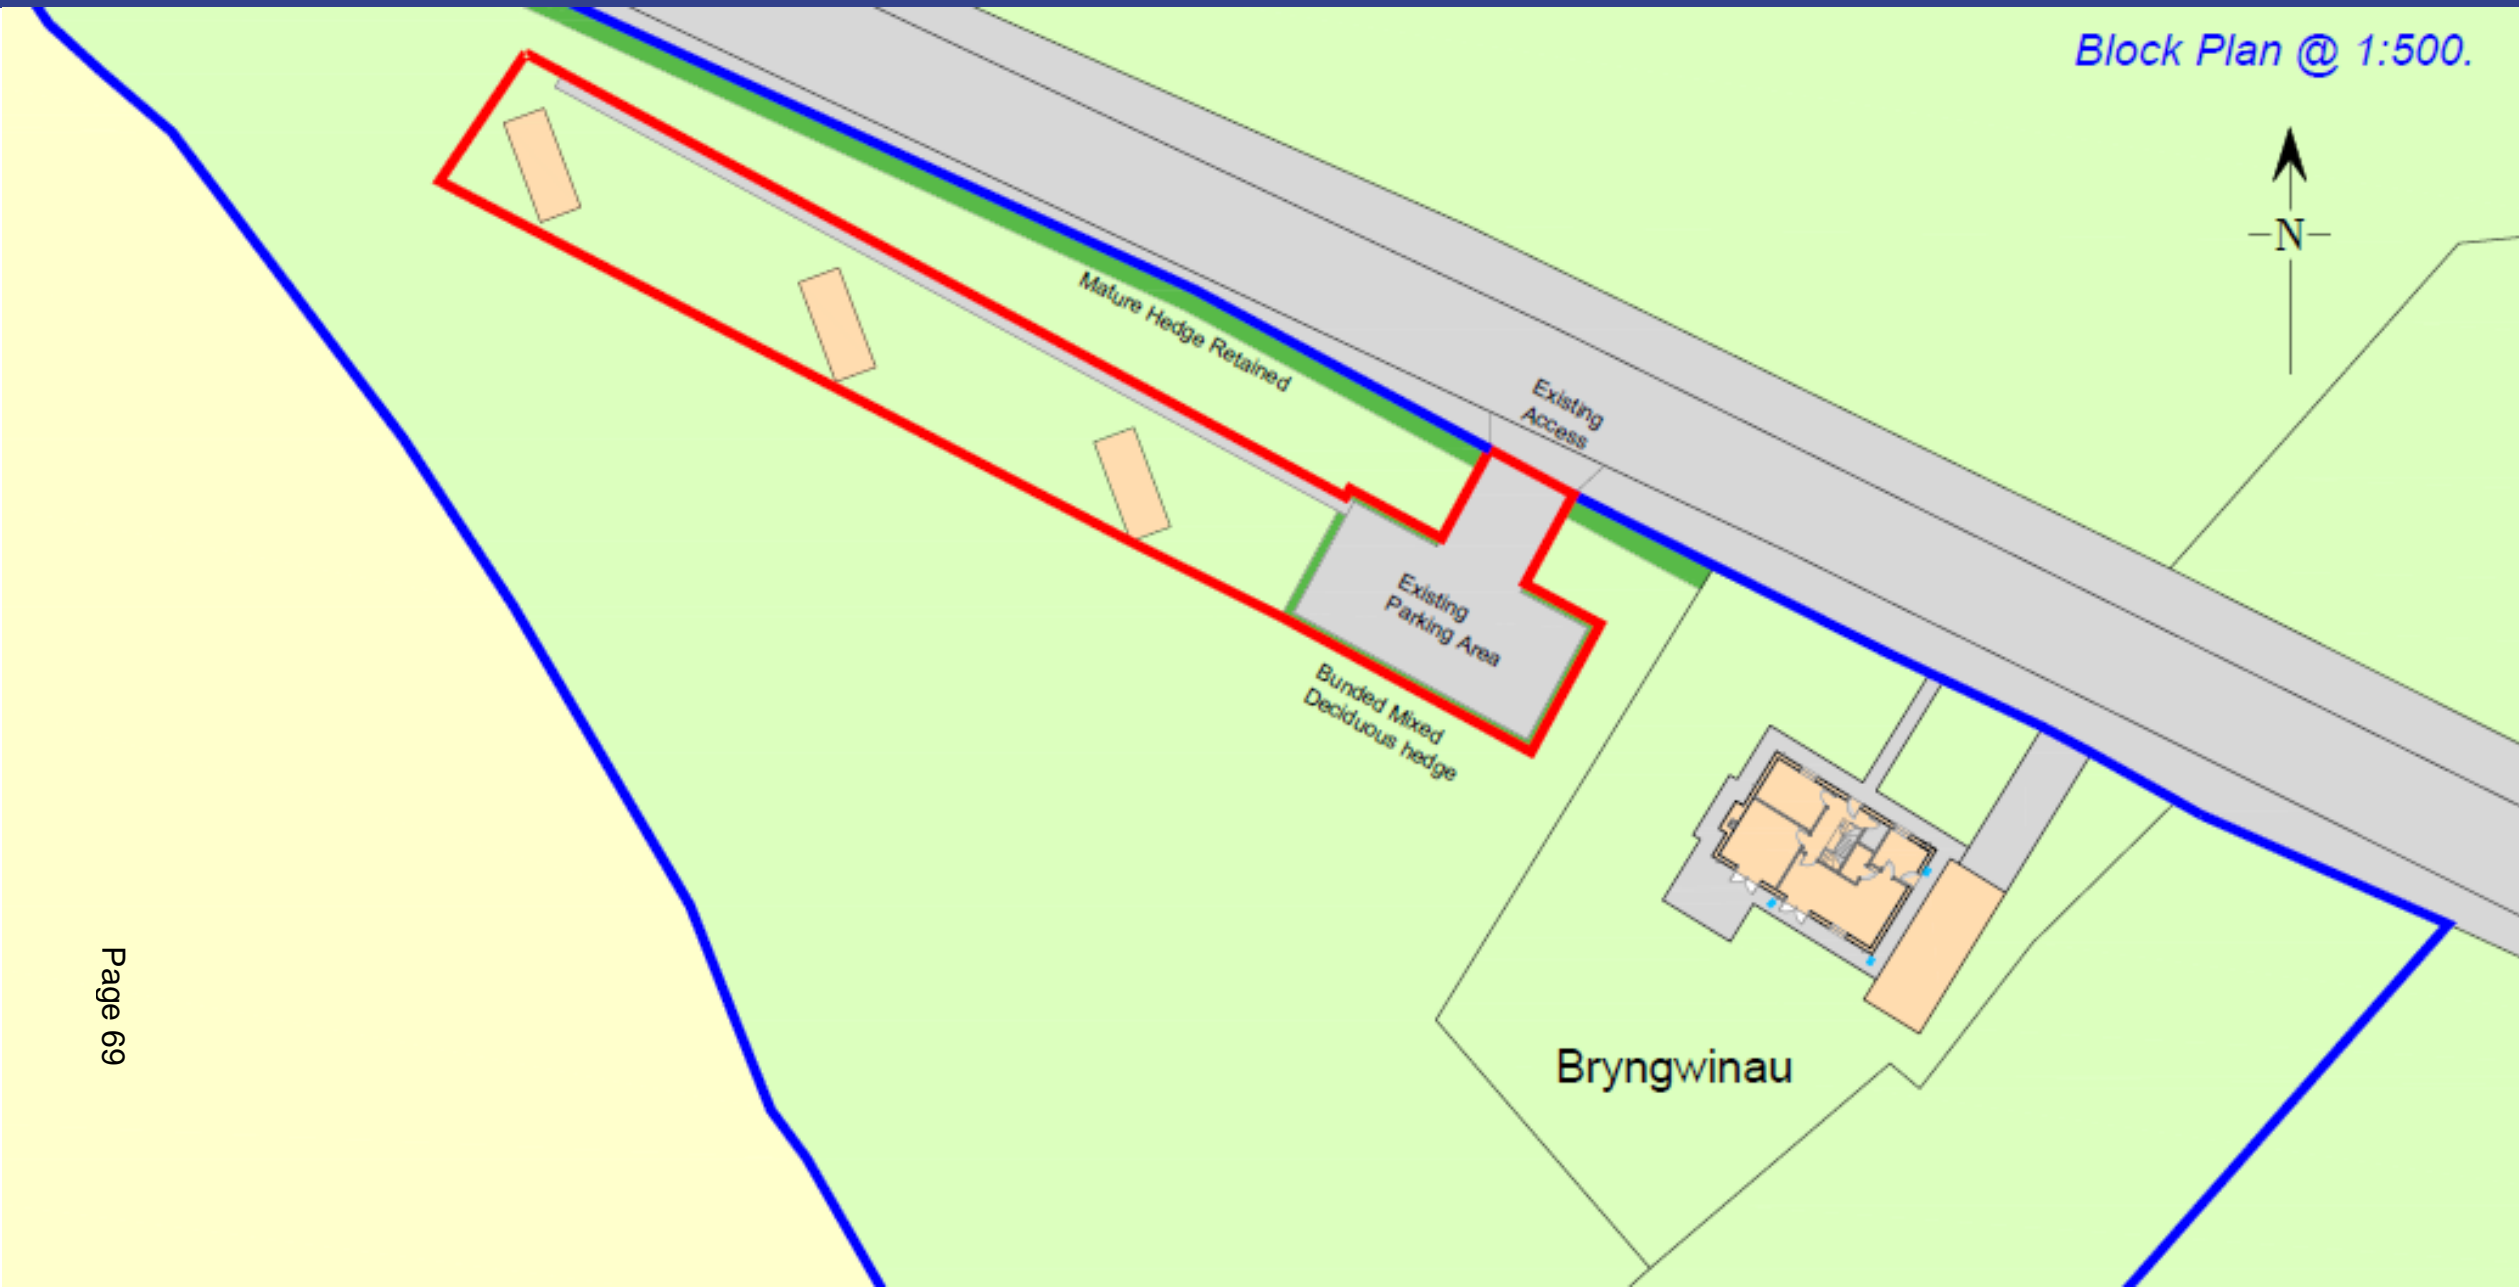 Block Plan @ 1:500.
N
Mature Hedge Retained
Existing
Access
Existing
Parking Area
Bunded Mixed
Deciduous hedge
Bryngwinau
Page 69